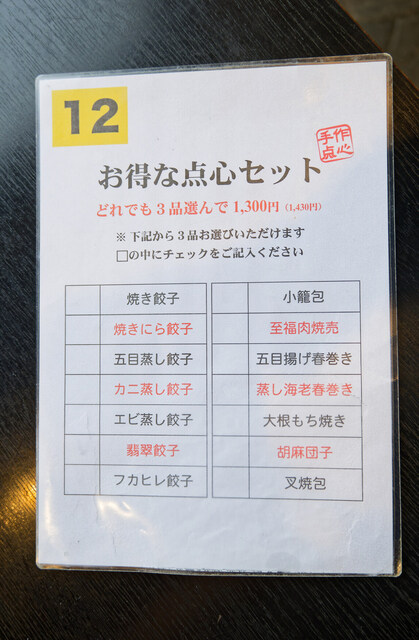 12
手作
点心
お得な点心セット
どれでも3品選んで1,300円(1,430円)
※下記から3品お選びいただけます
□の中にチェックをご記入ください
焼き餃子
焼きにら餃子
五目蒸し餃子
カニ蒸し餃子
エビ蒸し餃子
翡翠餃子
フカヒレ餃子
小籠包
至福肉焼売
五目揚げ春巻き
蒸し海老春巻き
大根もち焼き
胡麻団子
叉焼包